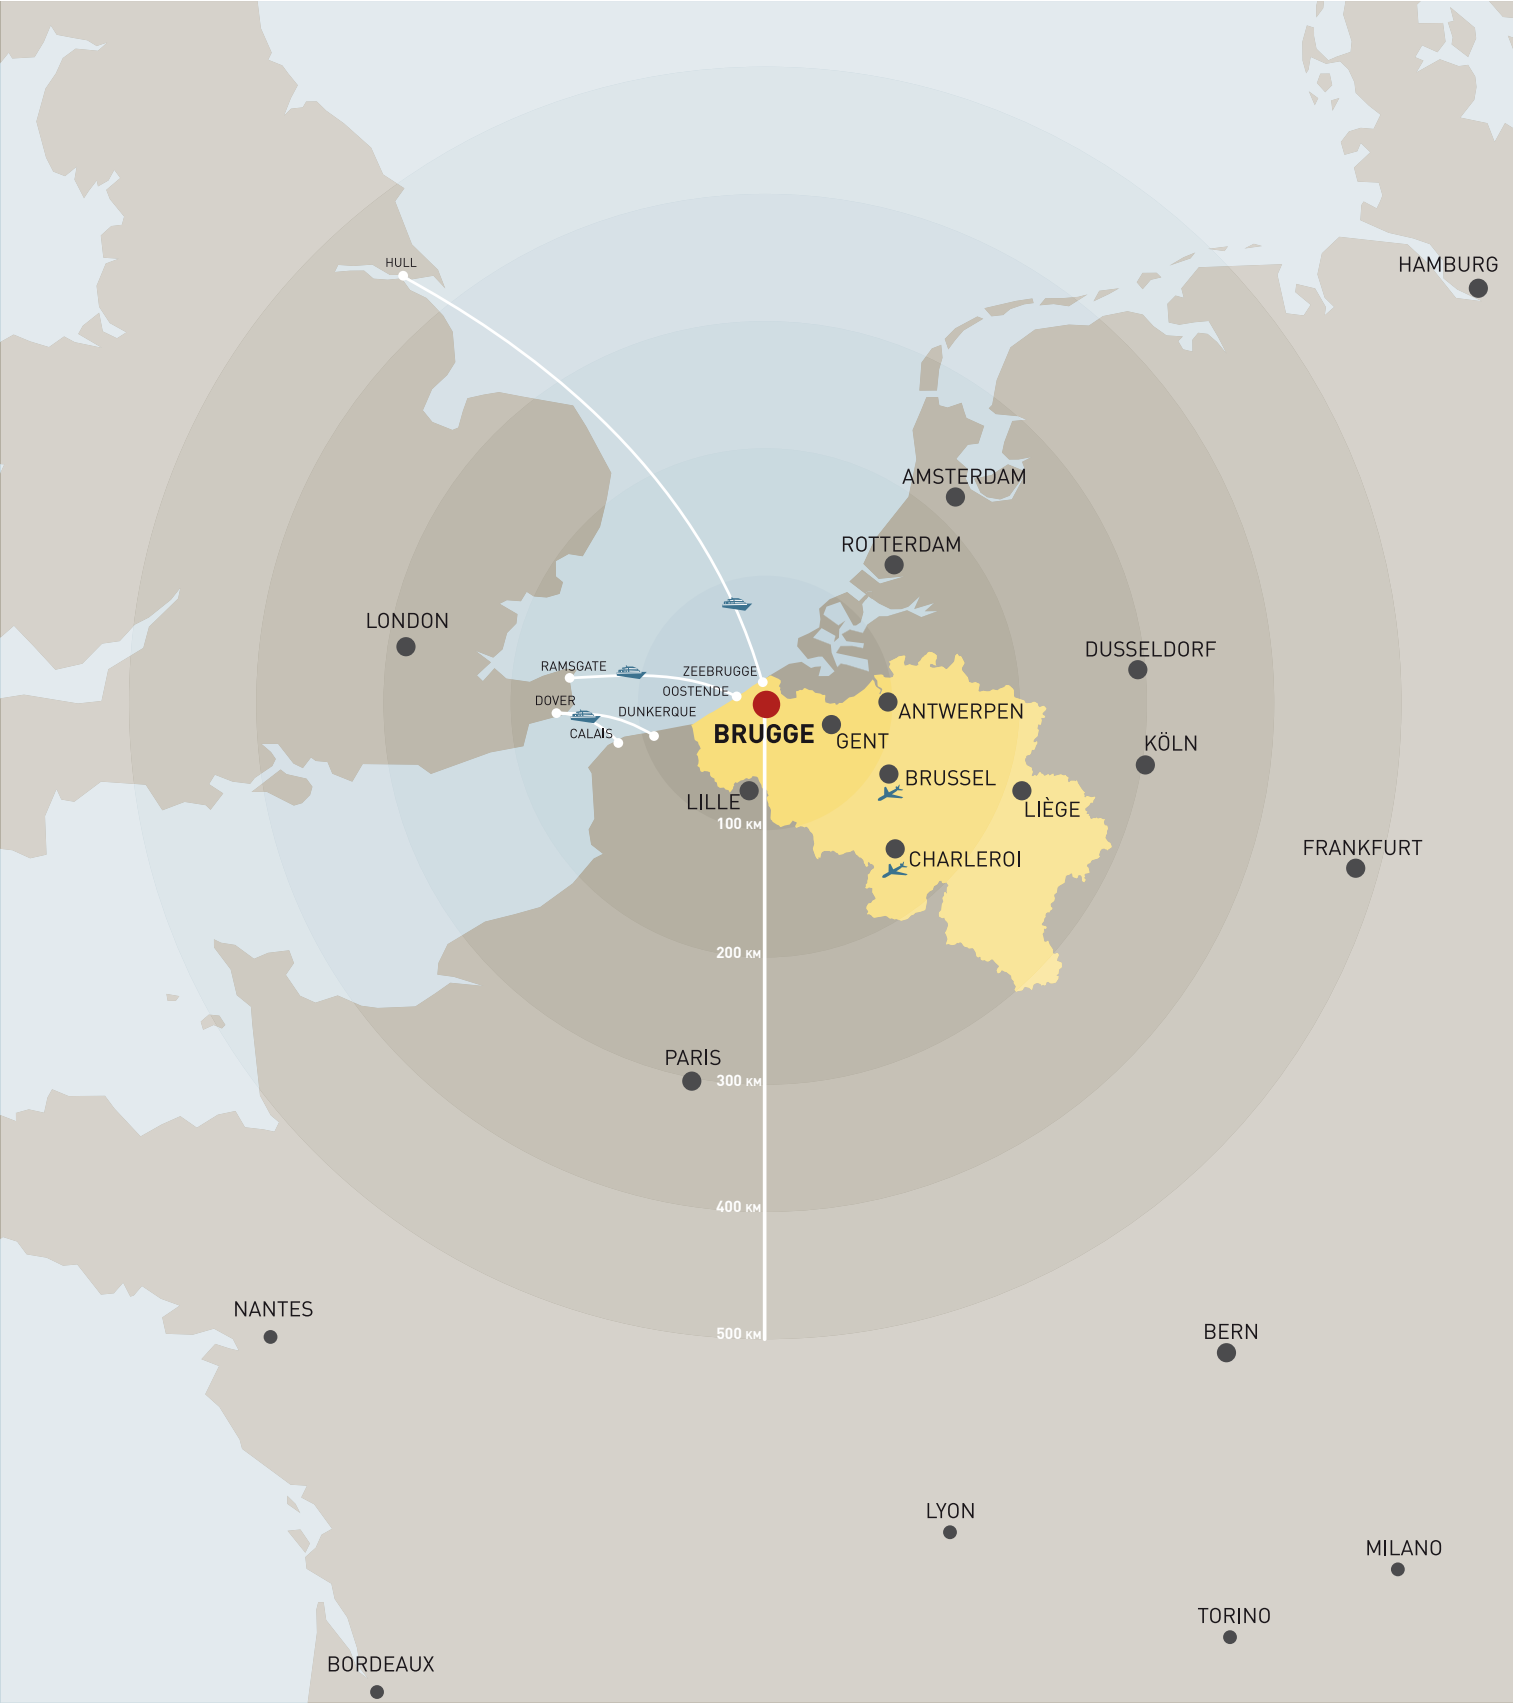 HULL
HAMBURG
AMSTERDAM
ROTTERDAM
LONDON
DUSSELDORF
RAMSGATE
ZEEBRUGGE
OOSTENDE
DOVER
DUNKERQUE
ANTWERPEN
CALAIS
BRUGGE
GENT
KÖLN
BRUSSEL
LILLE
LIÈGE
100 KM
FRANKFURT
CHARLEROI
200 KM
PARIS
300 KM
400 KM
NANTES
500 KM
BERN
LYON
MILANO
TORINO
BORDEAUX